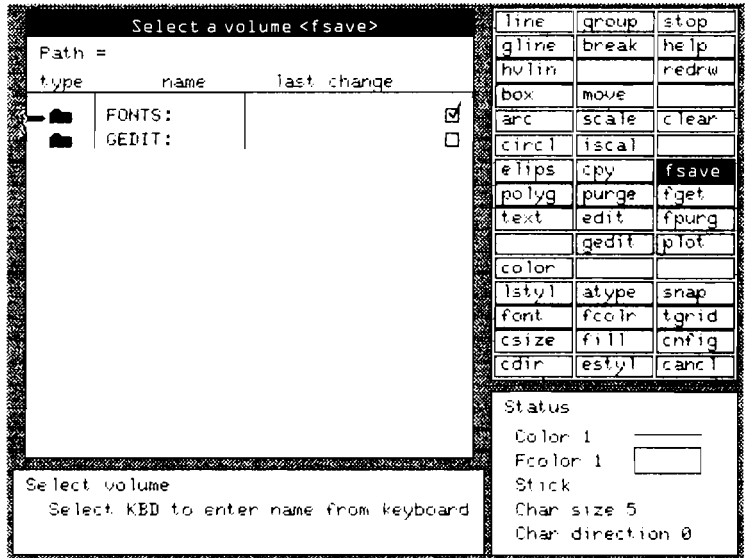 Select a volume <fsave>
Path =
type name last change
FONTS:
GEDIT:
line group stop
gline break help
hvlin redrw
box move
arc scale clear
circl iscal
elips cpy fsave
polyg purge fget
text edit fpurg
gedit plot
color
lstyl atype snap
font fcolr tgrid
csize fill cnfig
cdir estyl cancl
Status
Color 1
Fcolor 1
Stick
Char size 5
Char direction 0
Select volume
Select KBD to enter name from keyboard